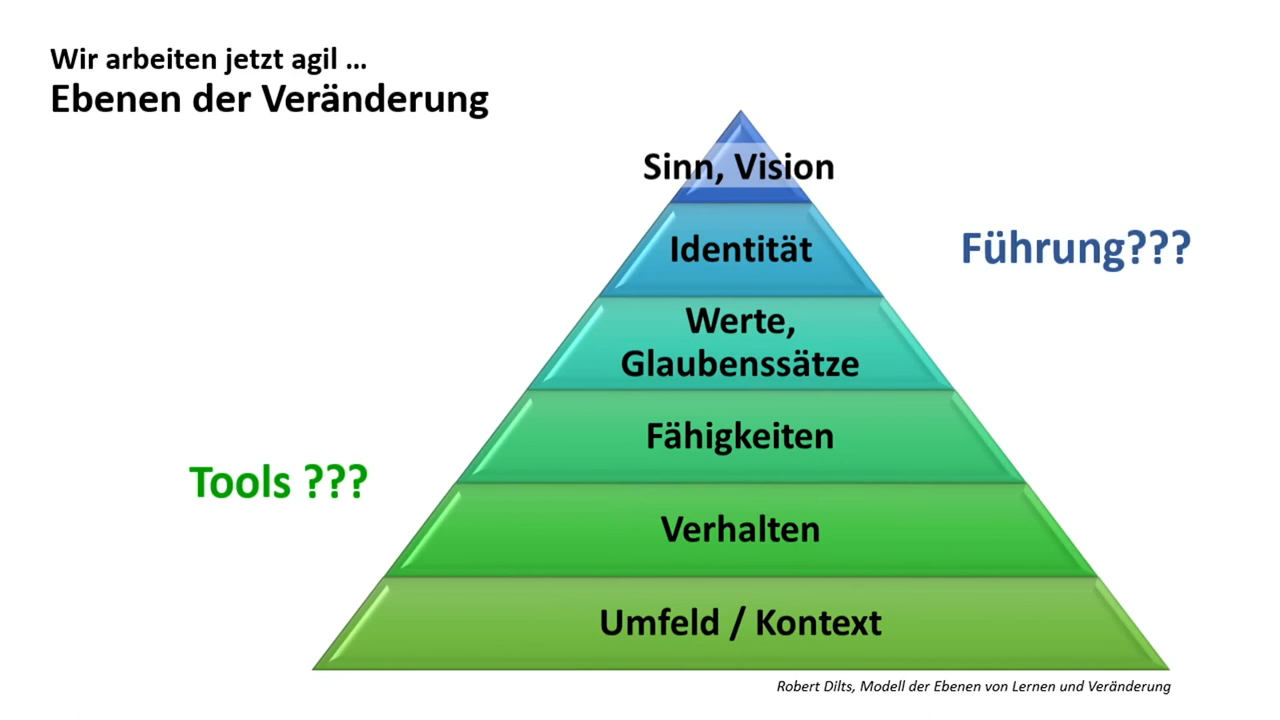 Wir arbeiten jetzt agil ...
Ebenen der Veränderung
Sinn, Vision
Identität
Führung???
Werte,
Glaubenssätze
Fähigkeiten
Tools ???
Verhalten
Umfeld / Kontext
Robert Dilts, Modell der Ebenen von Lernen und Veränderung